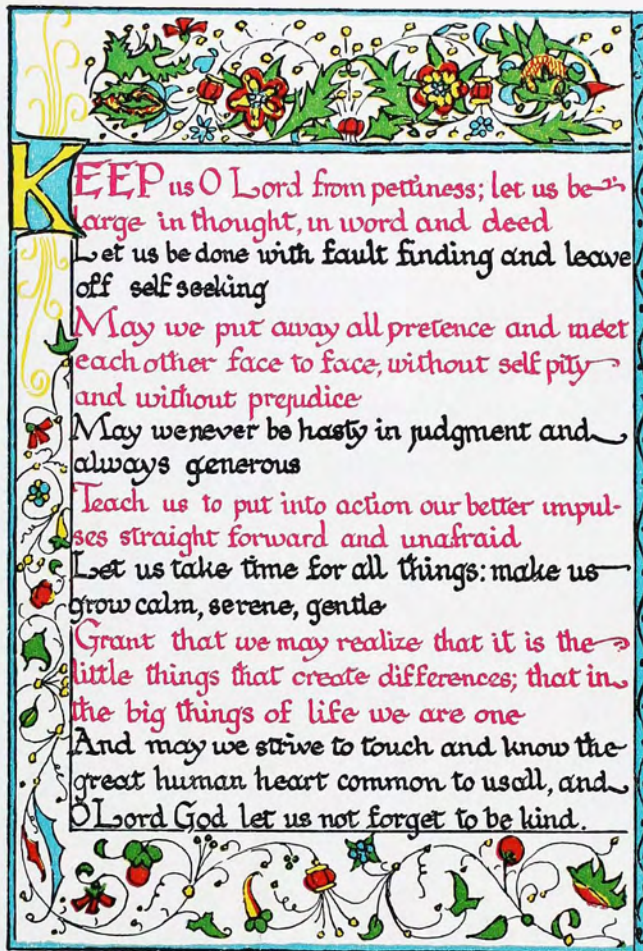 KEEP us O Lord from pettiness; let us be
large in thought, in word and deed
Let us be done with fault finding and leave
off self seeking
May we put away all pretence and meet
each other face to face, without self pity
and without prejudice
May we never be hasty in judgment and
always generous
Teach us to put into action our better impul-
ses straight forward and unafraid
Let us take time for all things: make us
grow calm, serene, gentle
Grant that we may realize that it is the
little things that create differences; that in
the big things of life we are one
And may we strive to touch and know the
great human heart common to us all, and
O Lord God let us not forget to be kind.